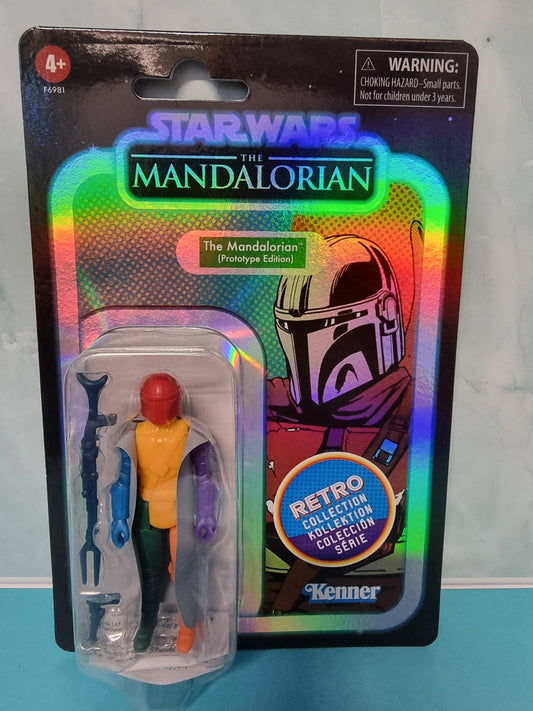 4+
F6981
WARNING:
CHOKING HAZARD–Small parts.
Not for children under 3 years.
STAR WARS
THE
MANDALORIAN
The Mandalorian™
(Prototype Edition)
RETRO
COLLECTION
KOLLEKTION
COLECCIÓN
SÉRIE
Kenner